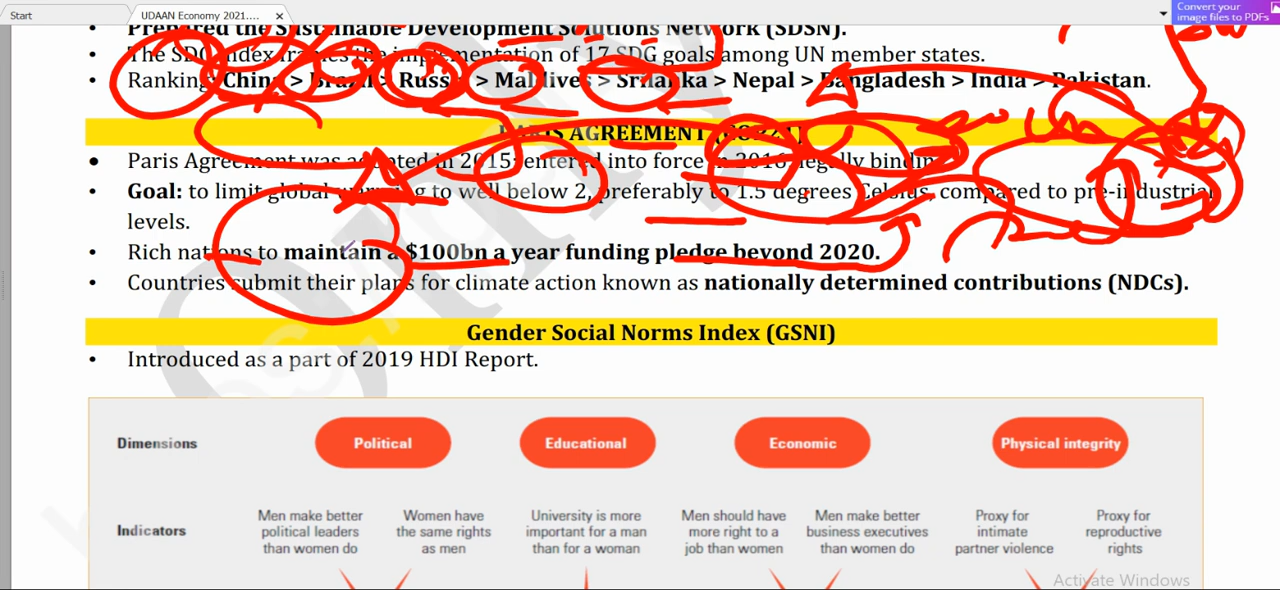 Start
UDAAN Economy 2021....
Convert your
image files to PDFs
• Prepared the Sustainable Development Solutions Network (SDSN).
• The SDG Index tracks the implementation of 17 SDG goals among UN member states.
• Ranking: China > Brazil > Russia > Maldives > Srilanka > Nepal > Bangladesh > India > Pakistan.
PARIS AGREEMENT (COP21)
• Paris Agreement was adopted in 2015; entered into force in 2016 legally binding
• Goal: to limit global warming to well below 2, preferably to 1.5 degrees Celsius, compared to pre-industrial
levels.
• Rich nations to maintain a $100bn a year funding pledge beyond 2020.
• Countries submit their plans for climate action known as nationally determined contributions (NDCs).
Gender Social Norms Index (GSNI)
• Introduced as a part of 2019 HDI Report.
Dimensions Political Educational Economic Physical integrity
Indicators
Men make better
political leaders
than women do
Women have
the same rights
as men
University is more
important for a man
than for a woman
Men should have
more right to a
job than women
Men make better
business executives
than women do
Proxy for
intimate
partner violence
Proxy for
reproductive
rights
Activate Windows